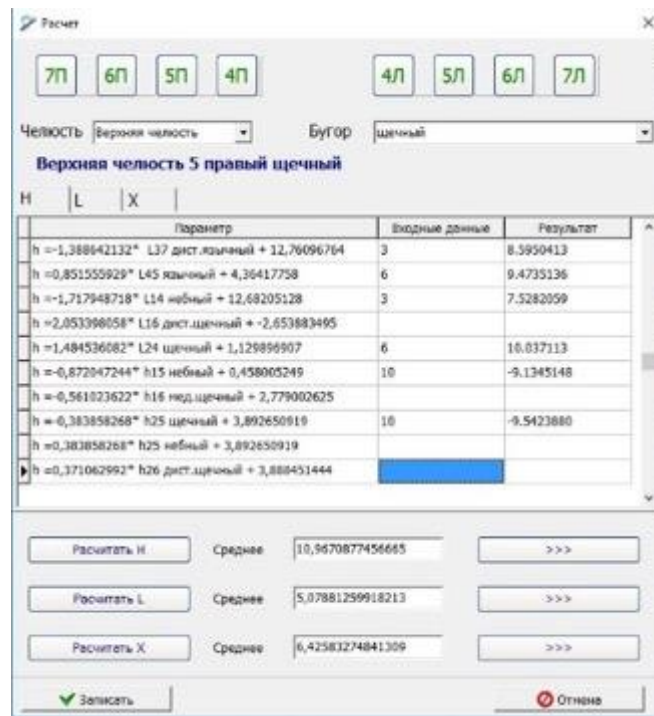 Расчет
7П 6П 5П 4П 4Л 5Л 6Л 7Л
Челюсть Верхняя челюсть Бугор щечный
Верхняя челюсть 5 правый щечный
H L X
Параметр Входные данные Результат
h =-1,388642132* L37 дист.язычный + 12,76096764 3 8.5950413
h =0,851555929* L45 язычный + 4,36417758 6 9.4735136
h =-1,717948718* L14 небный + 12,68205128 3 7.5282059
h =2,053398058* L16 дист.щечный + -2,653883495
h =1,484536082* L24 щечный + 1,129896907 6 10.037113
h =-0,872047244* h15 небный + 0,458005249 10 -9.1345148
h =-0,561023622* h16 мед.щечный + 2,779002625
h =-0,383858268* h25 щечный + 3,892650919 10 -9.5423880
h =0,383858268* h25 небный + 3,892650919
h =0,371062992* h26 дист.щечный + 3,888451444
Расчитать H Среднее 10,9670877456665 >>>
Расчитать L Среднее 5,07881259918213 >>>
Расчитать X Среднее 6,42583274841309 >>>
Записать Отмена